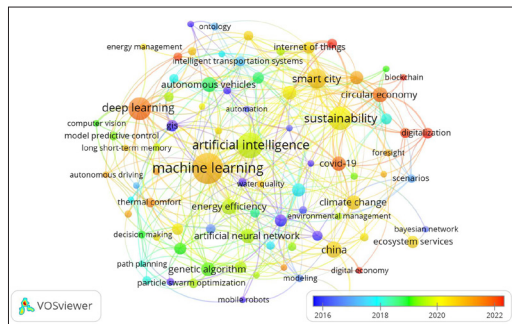 ontology
energy management
internet of things
intelligent transportation systems
blockchain
autonomous vehicles
smart city
circular economy
deep learning
automation
sustainability
gis
computer vision
digitalization
model predictive control
artificial intelligence
long short-term memory
foresight
machine learning
covid-19
autonomous driving
scenarios
water quality
thermal comfort
climate change
energy efficiency
environmental management
bayesian network
decision making
artificial neural network
ecosystem services
china
path planning
genetic algorithm
digital economy
modeling
particle swarm optimization
mobile robots
VOSviewer
2016 2018 2020 2022